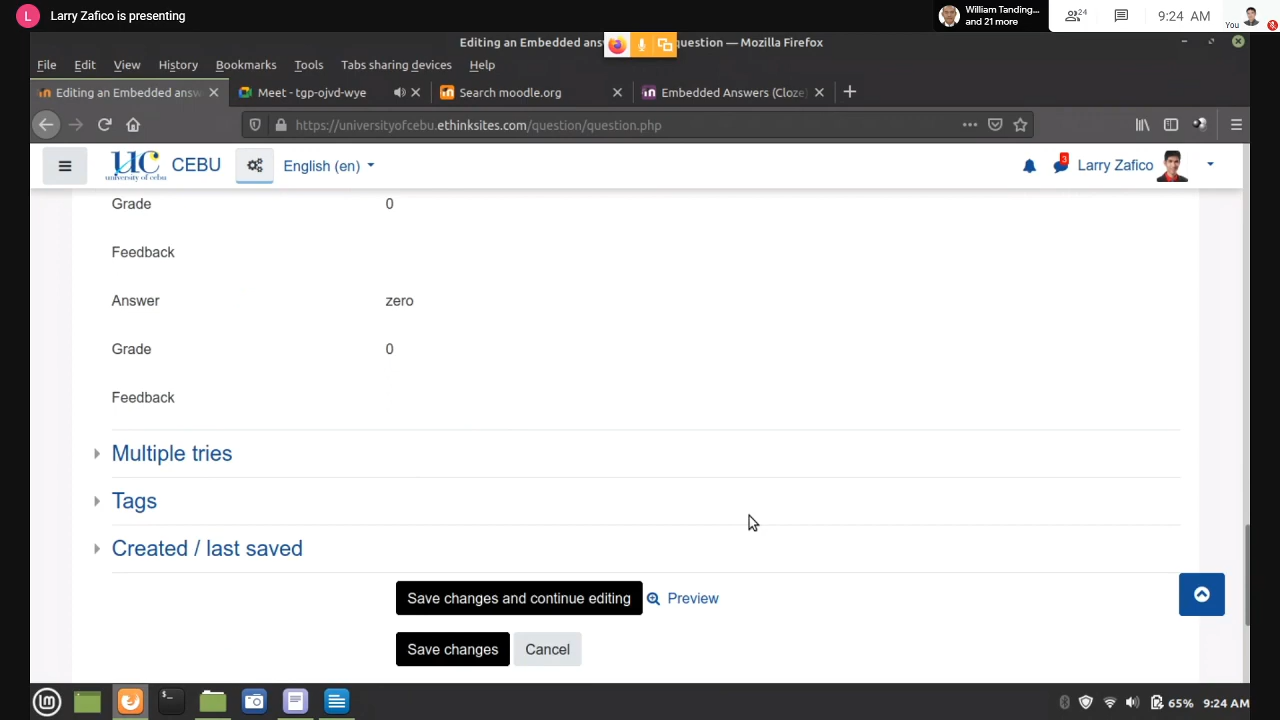 L Larry Zafico is presenting
William Tanding...
and 21 more
24
9:24 AM
You
Editing an Embedded ans question — Mozilla Firefox
File Edit View History Bookmarks Tools Tabs sharing devices Help
Editing an Embedded answ
Meet - tgp-ojvd-wye
Search moodle.org
Embedded Answers (Cloze)
https://universityofcebu.ethinksites.com/question/question.php
UC CEBU
university of cebu
English (en)
3
Larry Zafico
Grade 0
Feedback
Answer zero
Grade 0
Feedback
Multiple tries
Tags
Created / last saved
Save changes and continue editing Preview
Save changes Cancel
65% 9:24 AM